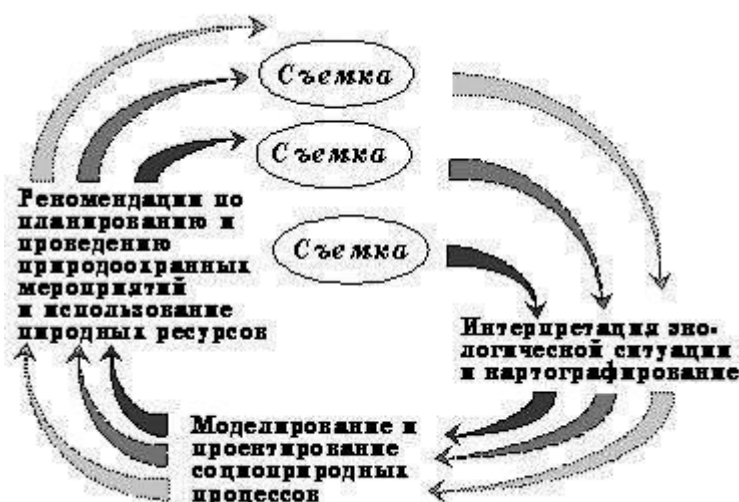 Съемка
Съемка
Съемка
Рекомендации по
планированию и
проведению
природоохранных
мероприятий
и использование
природных ресурсов
Интерпретация эко-
логической ситуации
и картографирование
Моделирование и
проектирование
социоприродных
процессов